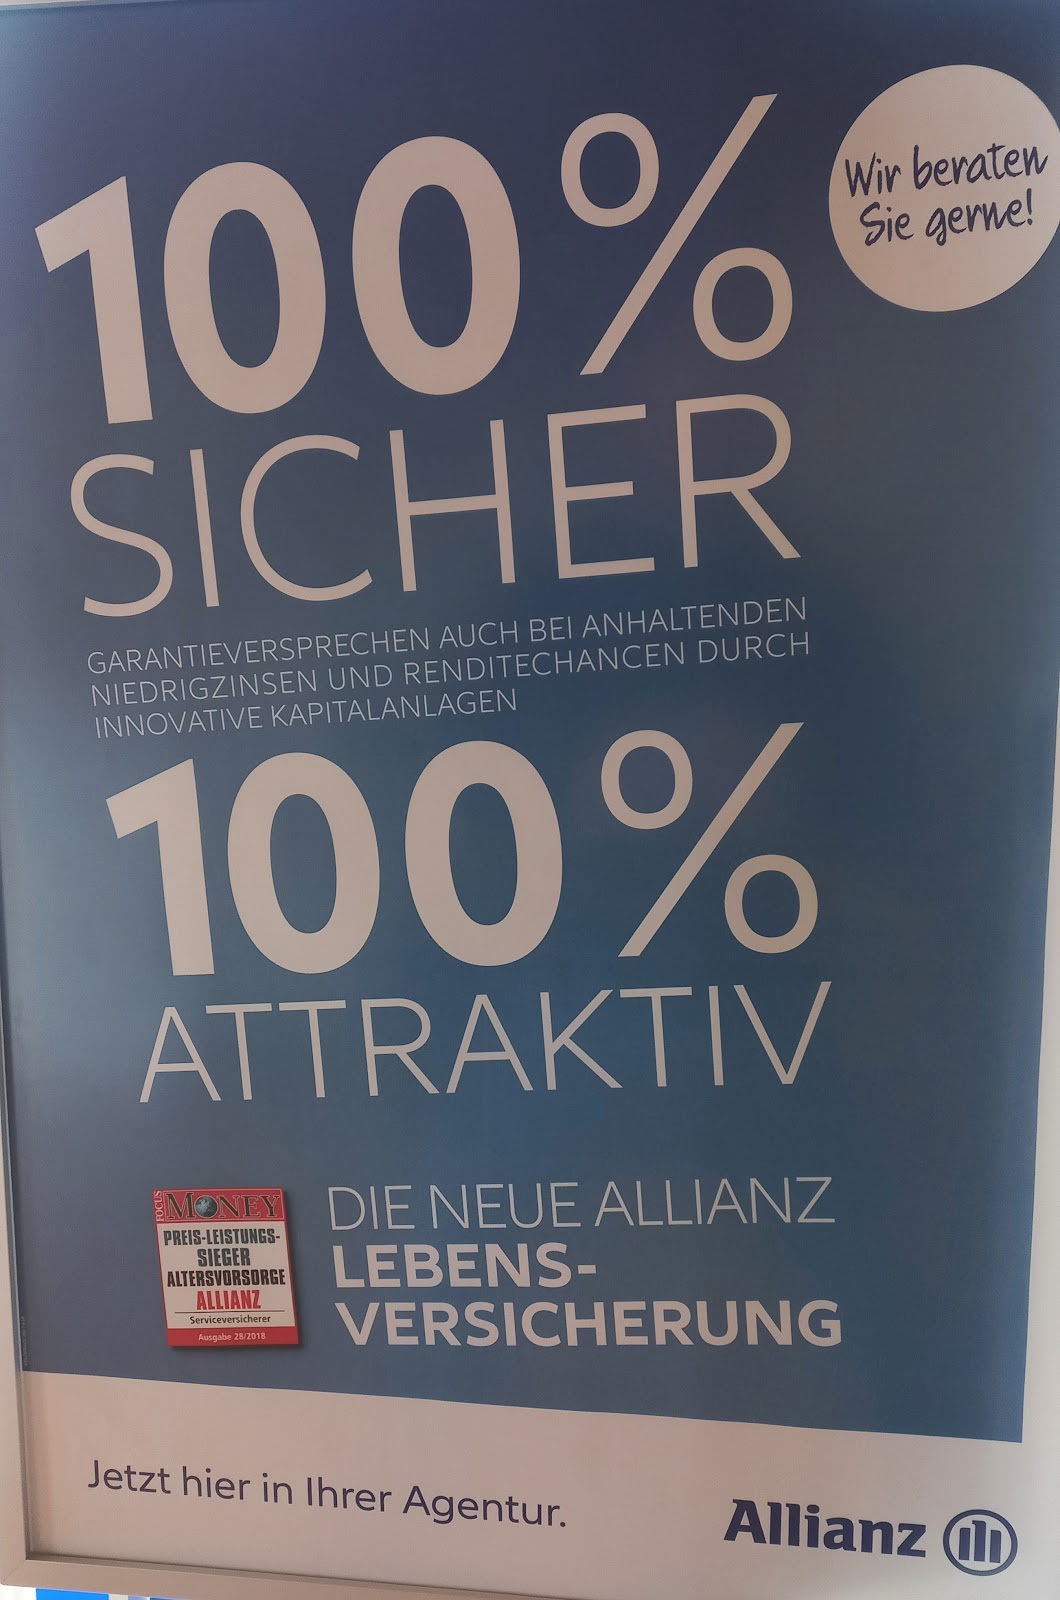 Wir beraten
Sie gerne!
100%
SICHER
GARANTIEVERSPRECHEN AUCH BEI ANHALTENDEN
NIEDRIGZINSEN UND RENDITECHANCEN DURCH
INNOVATIVE KAPITALANLAGEN
100%
ATTRAKTIV
FOCUS
MONEY
PREIS-LEISTUNGS-
SIEGER
ALTERSVORSORGE
ALLIANZ
Serviceversicherer
Ausgabe 28/2018
DIE NEUE ALLIANZ
LEBENS-
VERSICHERUNG
Jetzt hier in Ihrer Agentur.
Allianz